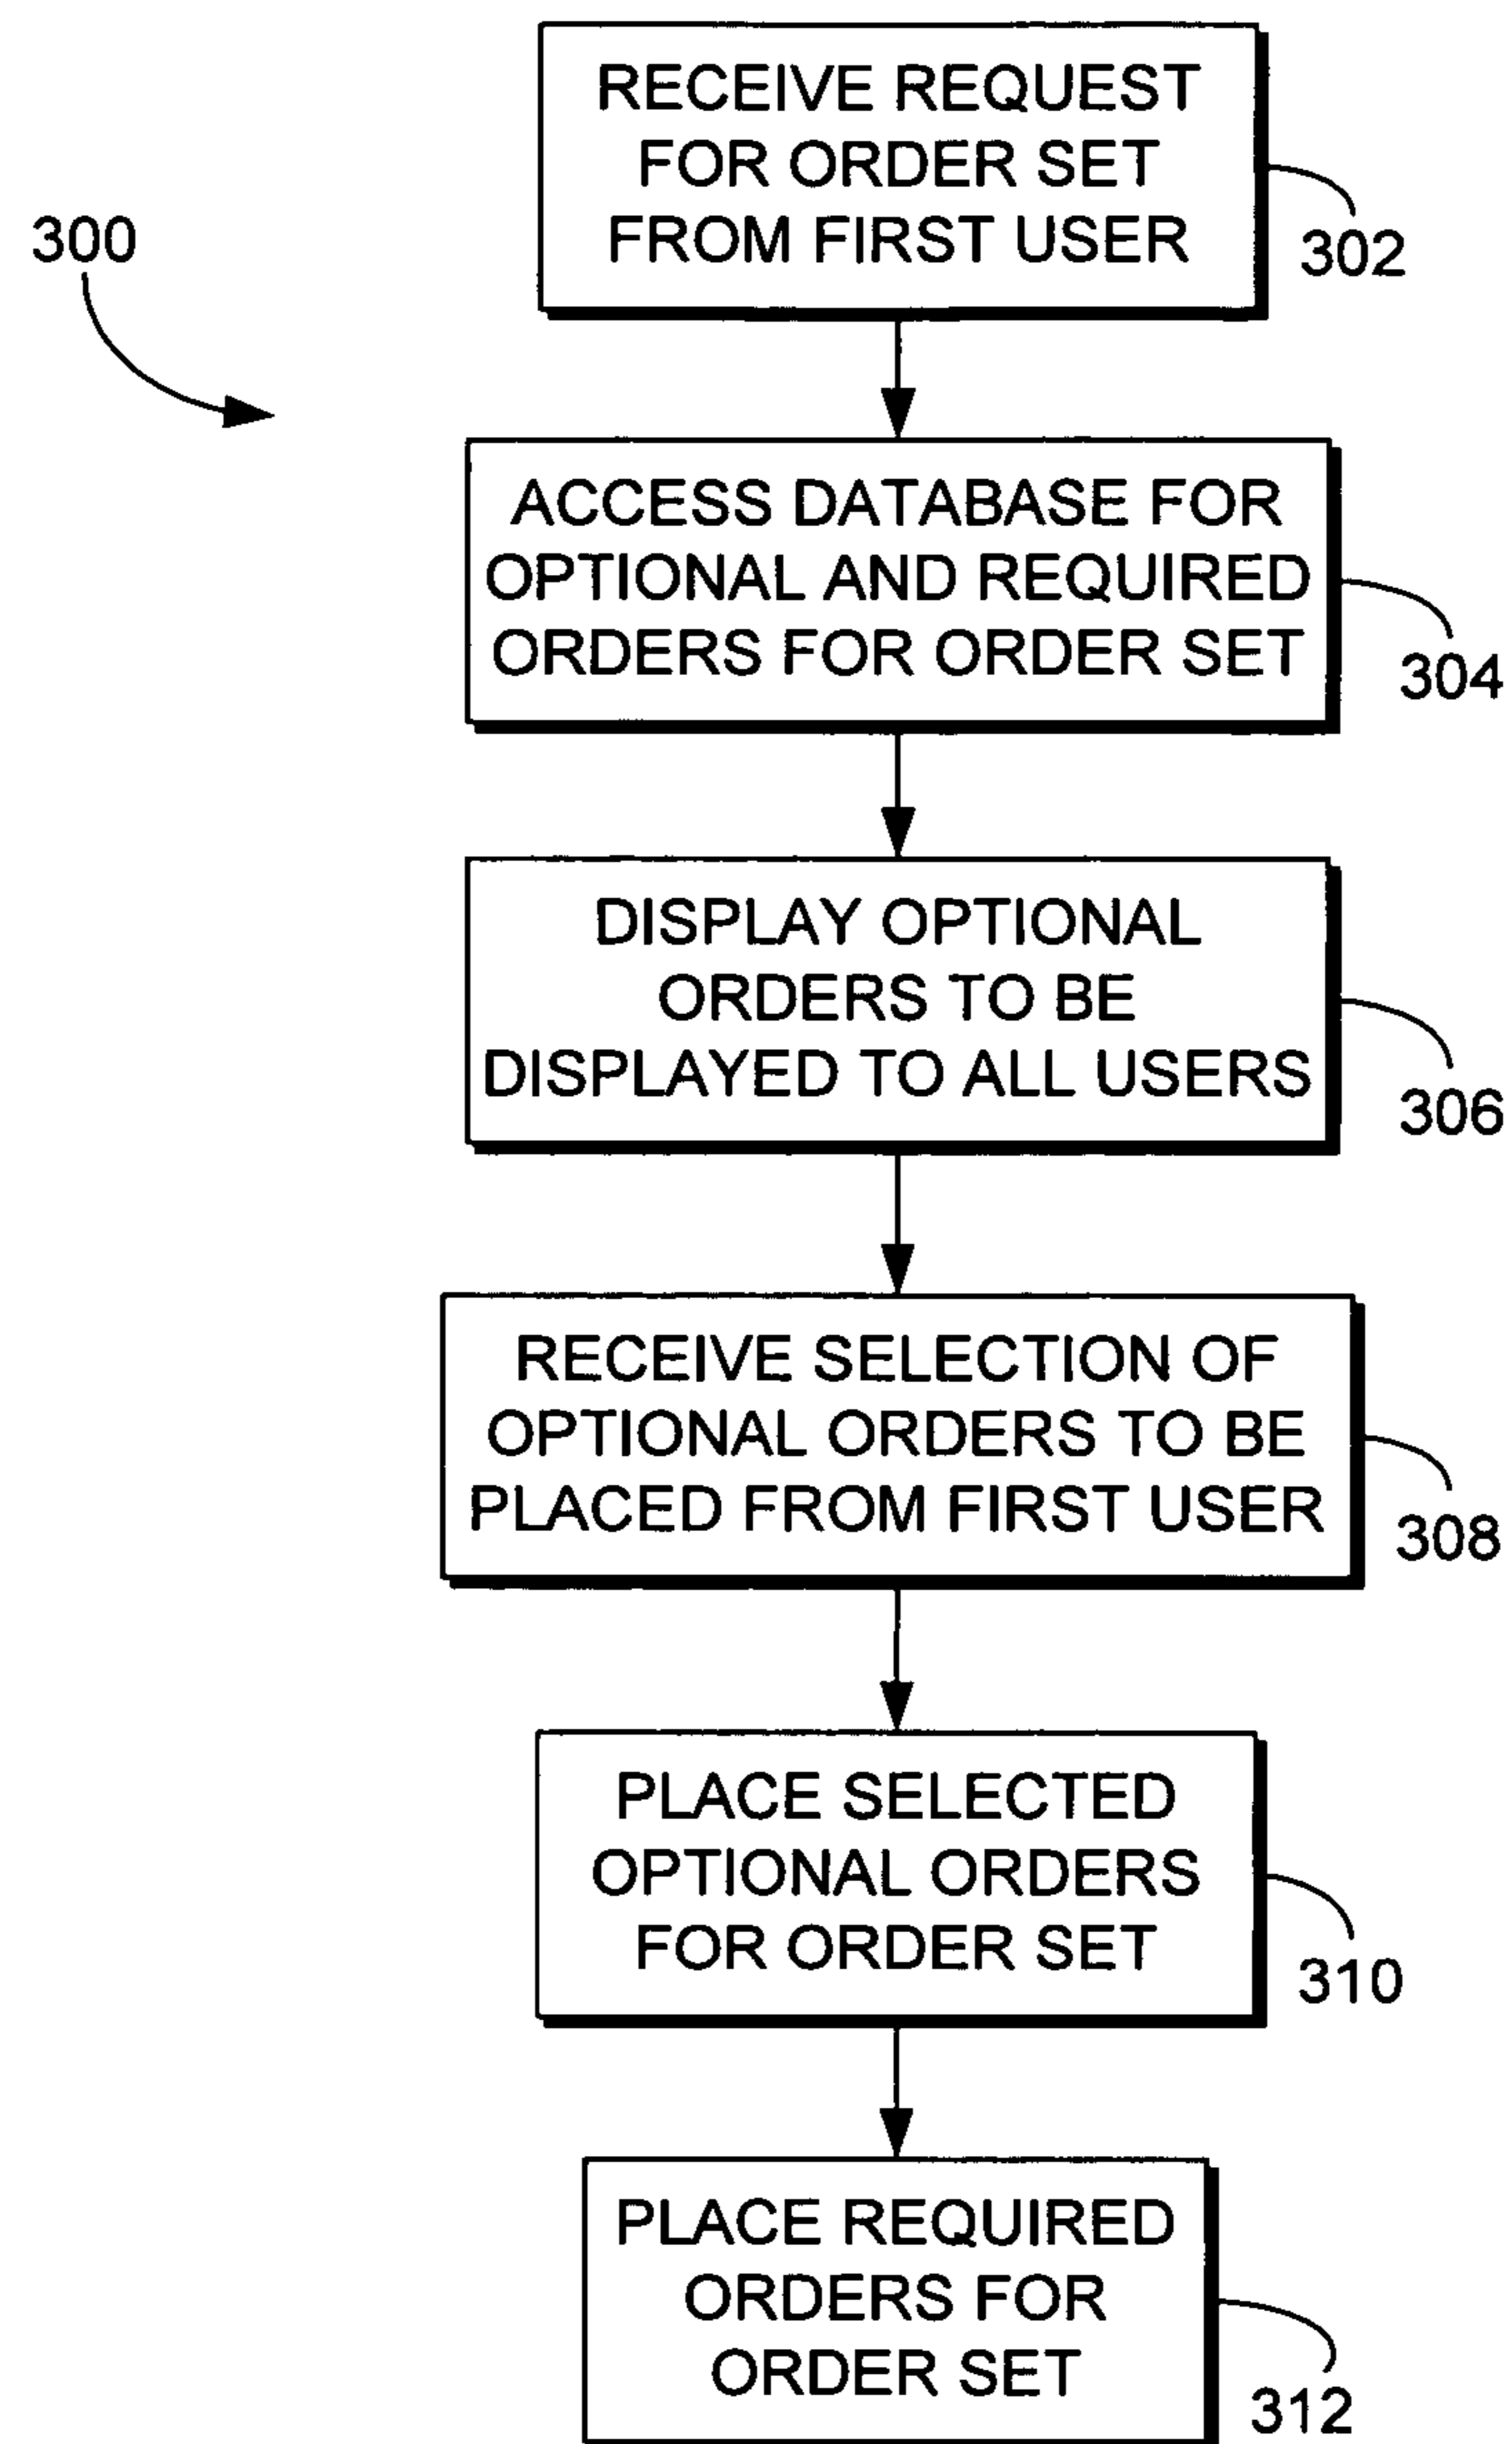 RECEIVE REQUEST
FOR ORDER SET
FROM FIRST USER
300
302
ACCESS DATABASE FOR
OPTIONAL AND REQUIRED
ORDERS FOR ORDER SET
304
DISPLAY OPTIONAL
ORDERS TO BE
DISPLAYED TO ALL USERS
306
RECEIVE SELECTION OF
OPTIONAL ORDERS TO BE
PLACED FROM FIRST USER
308
PLACE SELECTED
OPTIONAL ORDERS
FOR ORDER SET
310
PLACE REQUIRED
ORDERS FOR
ORDER SET
312